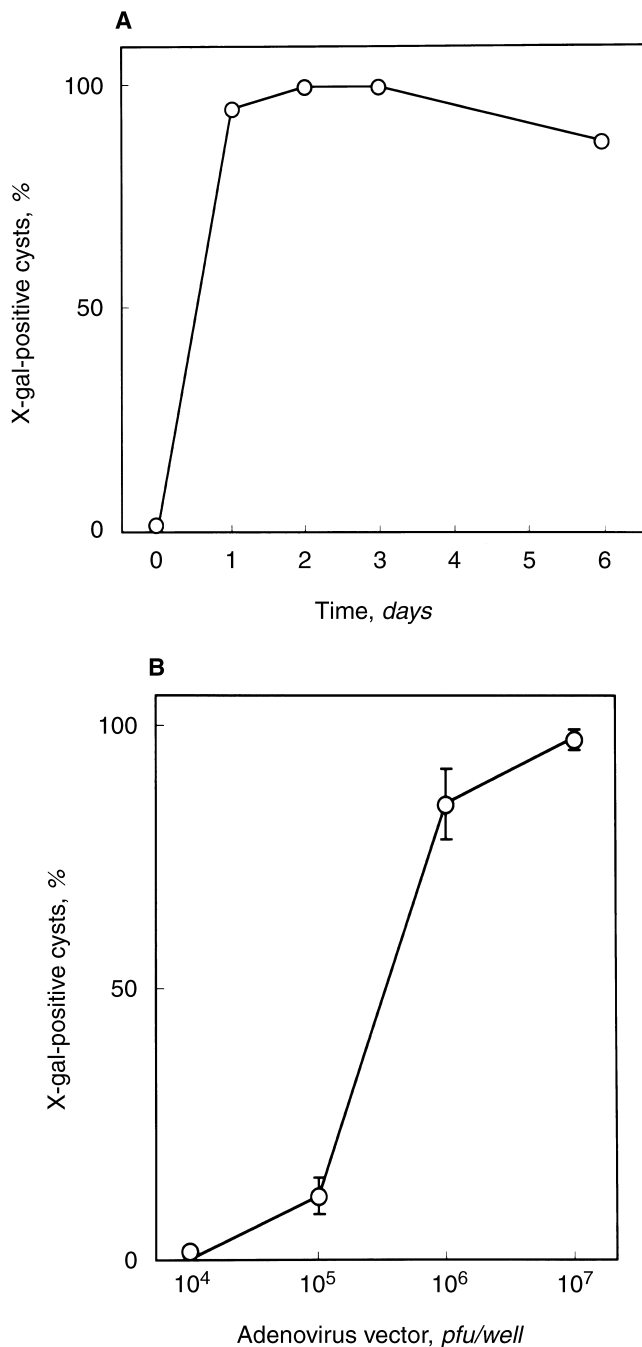 A
100
50
0
X-gal-positive cysts, %
0 1 2 3 4 5 6
Time, days
B
100
50
0
X-gal-positive cysts, %
10⁴ 10⁵ 10⁶ 10⁷
Adenovirus vector, pfu/well